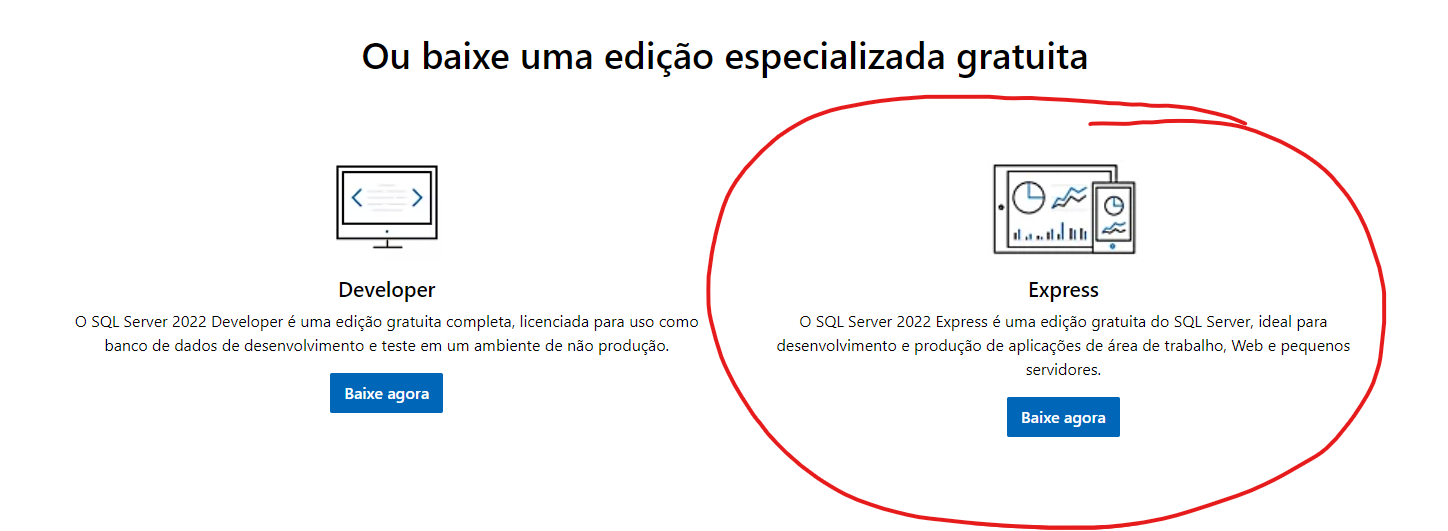 Ou baixe uma edição especializada gratuita
Developer
O SQL Server 2022 Developer é uma edição gratuita completa, licenciada para uso como
banco de dados de desenvolvimento e teste em um ambiente de não produção.
Baixe agora
Express
O SQL Server 2022 Express é uma edição gratuita do SQL Server, ideal para
desenvolvimento e produção de aplicações de área de trabalho, Web e pequenos
servidores.
Baixe agora